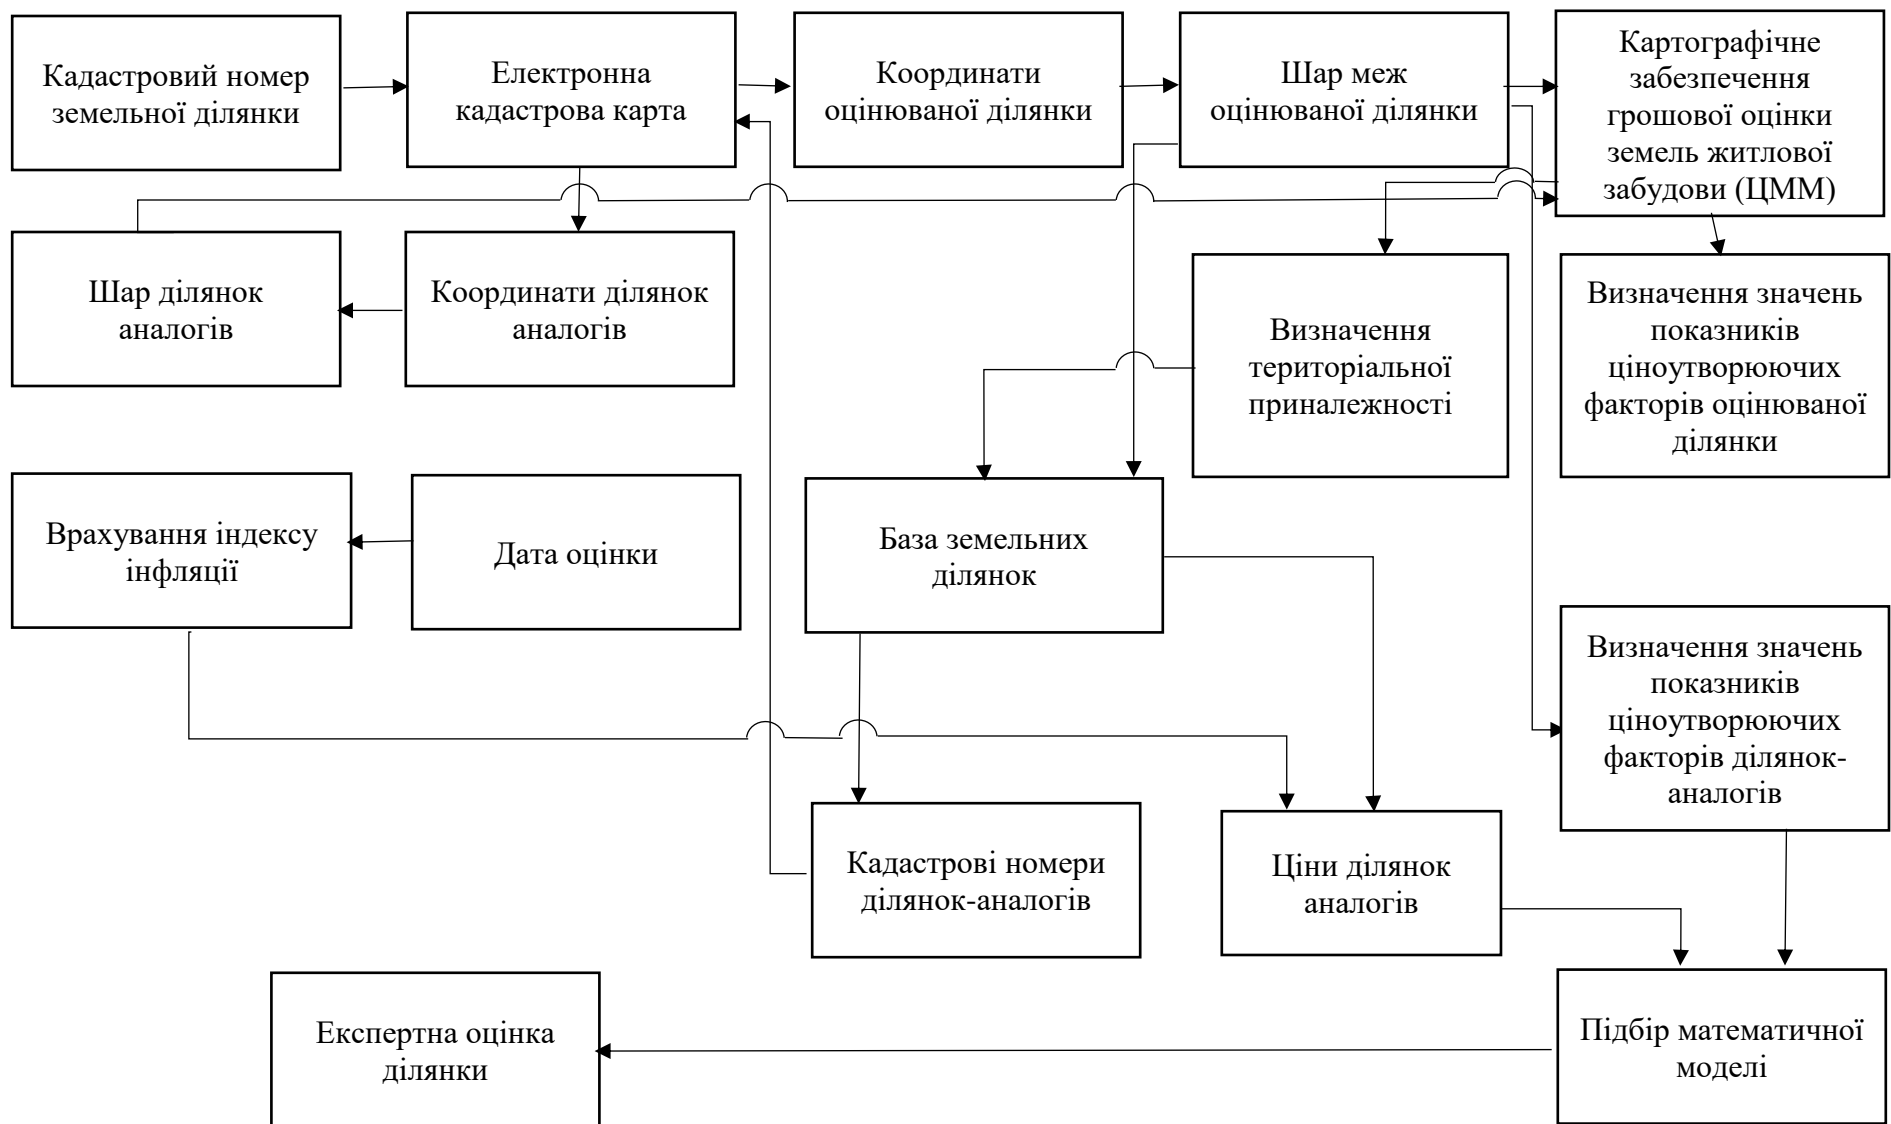 Кадастровий номер
земельної ділянки
Електронна
кадастрова карта
Координати
оцінюваної ділянки
Шар меж
оцінюваної ділянки
Картографічне
забезпечення
грошової оцінки
земель житлової
забудови (ЦММ)
Шар ділянок
аналогів
Координати ділянок
аналогів
Визначення
територіальної
приналежності
Визначення значень
показників
ціноутворюючих
факторів оцінюваної
ділянки
Врахування індексу
інфляції
Дата оцінки
База земельних
ділянок
Визначення значень
показників
ціноутворюючих
факторів ділянок-
аналогів
Кадастрові номери
ділянок-аналогів
Ціни ділянок
аналогів
Експертна оцінка
ділянки
Підбір математичної
моделі